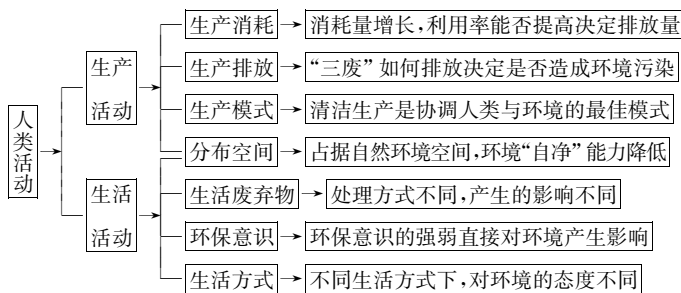 人类活动
生产
活动
生活
活动
生产消耗
消耗量增长,利用率能否提高决定排放量
生产排放
“三废”如何排放决定是否造成环境污染
生产模式
清洁生产是协调人类与环境的最佳模式
分布空间
占据自然环境空间,环境“自净”能力降低
生活废弃物
处理方式不同,产生的影响不同
环保意识
环保意识的强弱直接对环境产生影响
生活方式
不同生活方式下,对环境的态度不同